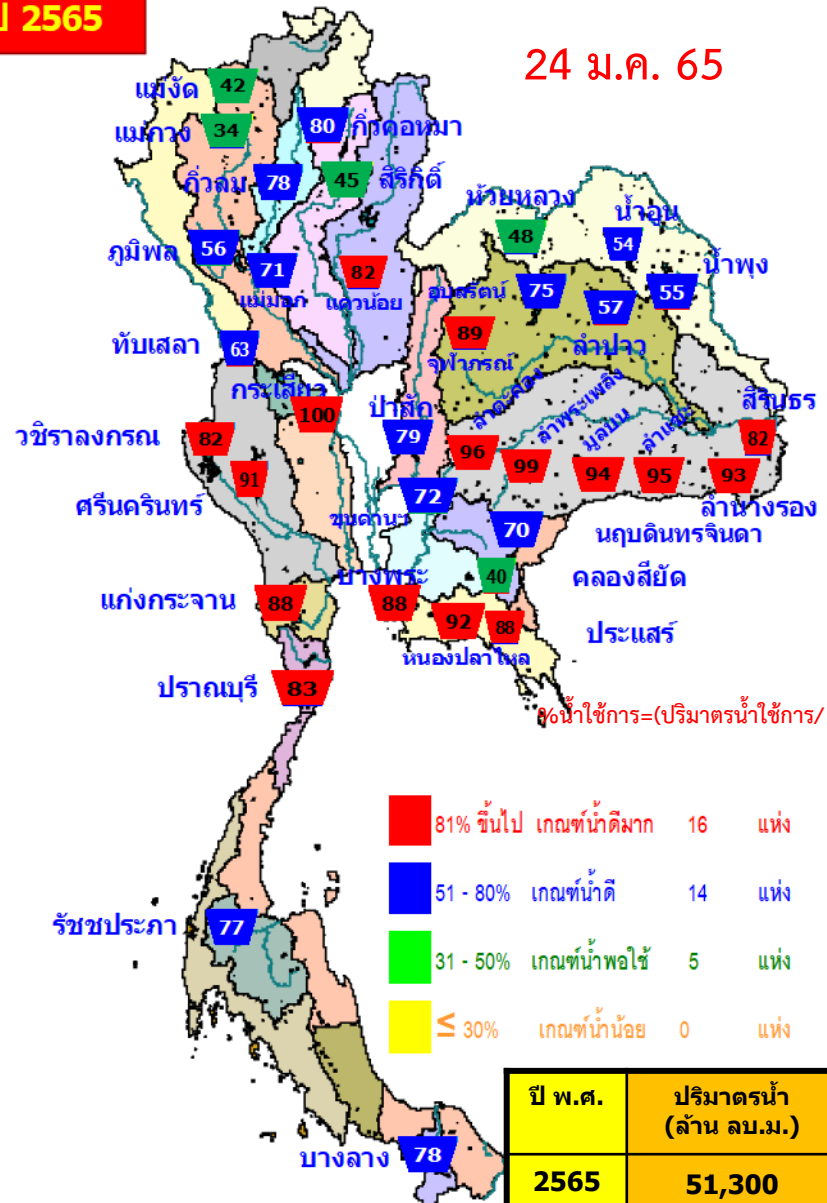 ปี 2565
24 ม.ค. 65
แม่งัด 42
แม่กวง 34
80 กิ่วคอหมา
กิ่วลม 78
45 สิริกิติ์
ห้วยหลวง 48
น้ำอูน 54
ภูมิพล 56
71 แม่มอก
82 แควน้อย
อุบลรัตน์ 75
57 ลำปาว
55 น้ำพุง
ทับเสลา 63
89 จุฬาภรณ์
กระเสียว 100
ป่าสัก 79
ลำตะคอง 96
ลำพระเพลิง 99
มูลบน 94
ลำแชะ 95
93 ลำนางรอง
สิรินธร 82
วชิราลงกรณ 82
ศรีนครินทร์ 91
ขุนด่านฯ 72
70 นฤบดินทรจินดา
40 คลองสียัด
แก่งกระจาน 88
บางพระ 88
92 หนองปลาไหล
88 ประแสร์
ปราณบุรี 83
%น้ำใช้การ=(ปริมาตรน้ำใช้การ/
81% ขึ้นไป เกณฑ์น้ำดีมาก 16 แห่ง
51 - 80% เกณฑ์น้ำดี 14 แห่ง
31 - 50% เกณฑ์น้ำพอใช้ 5 แห่ง
≤ 30% เกณฑ์น้ำน้อย 0 แห่ง
รัชชประภา 77
บางลาง 78
ปี พ.ศ. ปริมาตรน้ำ
(ล้าน ลบ.ม.)
2565 51,300